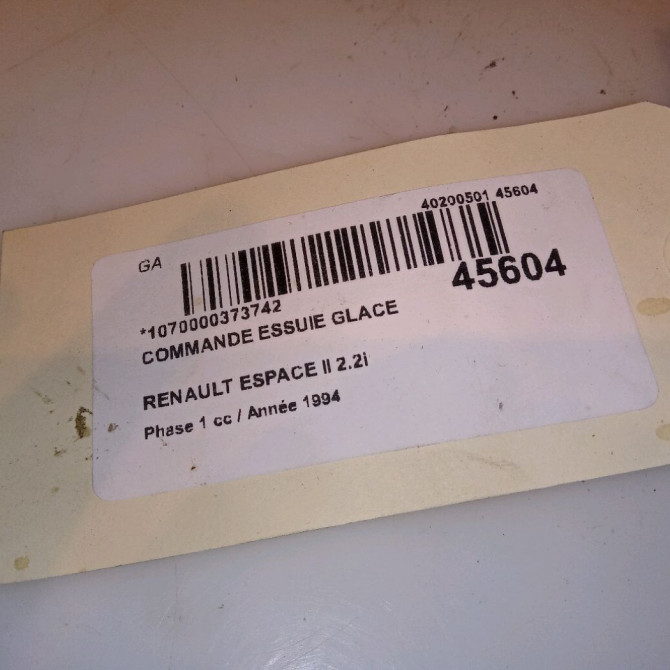 40200501 45604
GA
45604
*1070000373742
COMMANDE ESSUIE GLACE
RENAULT ESPACE II 2.2i
Phase 1 cc / Année 1994